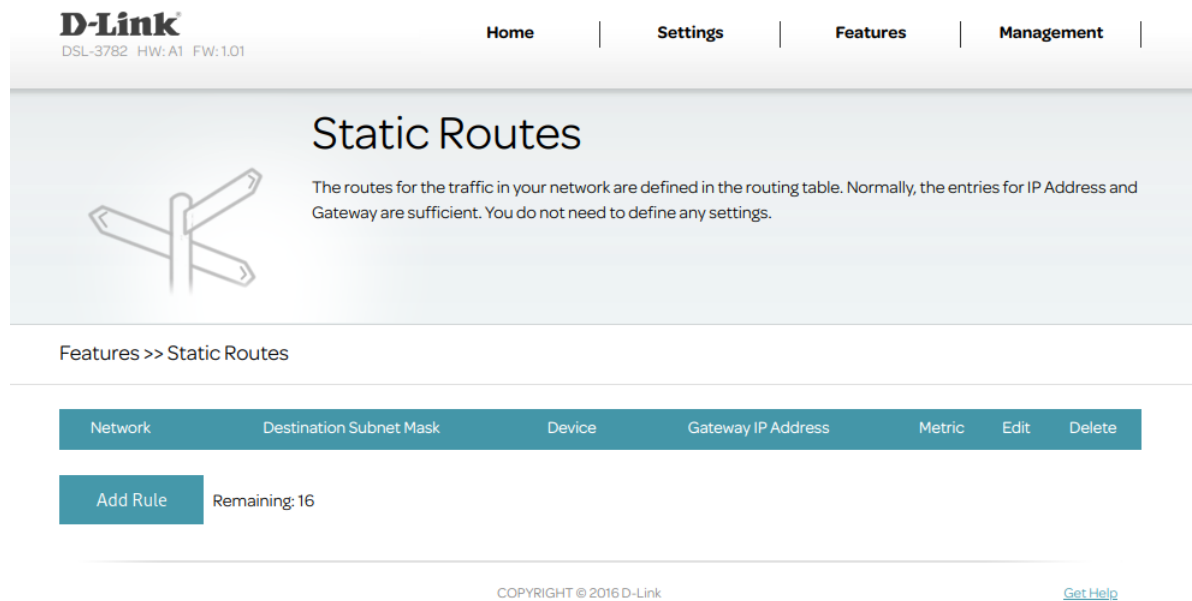 D-Link
DSL-3782 HW: A1 FW: 1.01
Home Settings Features Management
Static Routes
The routes for the traffic in your network are defined in the routing table. Normally, the entries for IP Address and
Gateway are sufficient. You do not need to define any settings.
Features >> Static Routes
Network Destination Subnet Mask Device Gateway IP Address Metric Edit Delete
Add Rule Remaining: 16
COPYRIGHT © 2016 D-Link Get Help